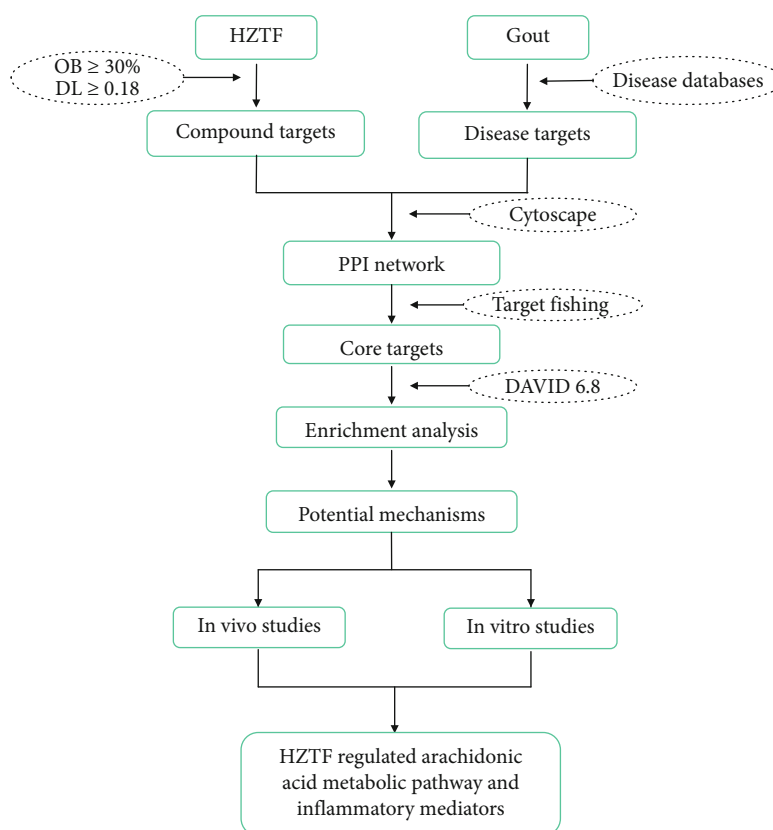 HZTF
Gout
OB ≥ 30%
DL ≥ 0.18
Disease databases
Compound targets
Disease targets
Cytoscape
PPI network
Target fishing
Core targets
DAVID 6.8
Enrichment analysis
Potential mechanisms
In vivo studies
In vitro studies
HZTF regulated arachidonic
acid metabolic pathway and
inflammatory mediators